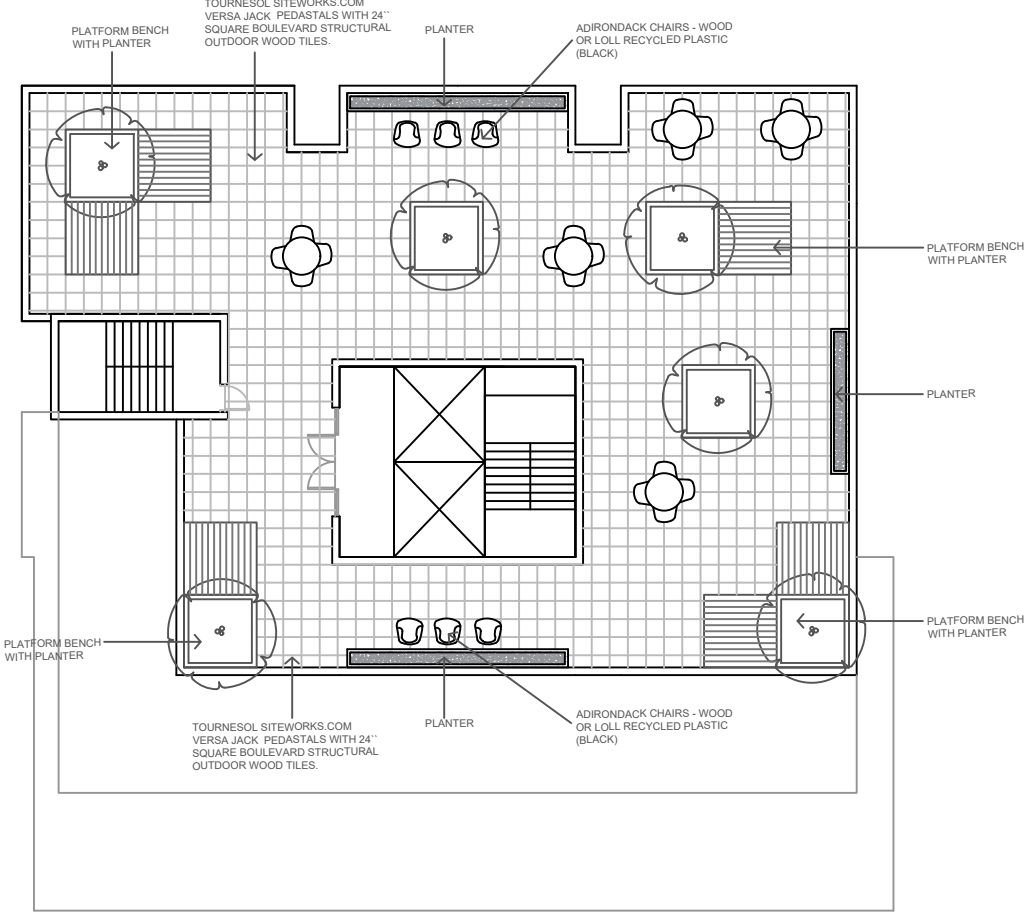 TOURNESOL SITEWORKS.COM
VERSA JACK PEDASTALS WITH 24``
SQUARE BOULEVARD STRUCTURAL
OUTDOOR WOOD TILES.
PLATFORM BENCH
WITH PLANTER
PLANTER
ADIRONDACK CHAIRS - WOOD
OR LOLL RECYCLED PLASTIC
(BLACK)
PLATFORM BENCH
WITH PLANTER
PLANTER
PLATFORM BENCH
WITH PLANTER
PLATFORM BENCH
WITH PLANTER
TOURNESOL SITEWORKS.COM
VERSA JACK PEDASTALS WITH 24``
SQUARE BOULEVARD STRUCTURAL
OUTDOOR WOOD TILES.
PLANTER
ADIRONDACK CHAIRS - WOOD
OR LOLL RECYCLED PLASTIC
(BLACK)